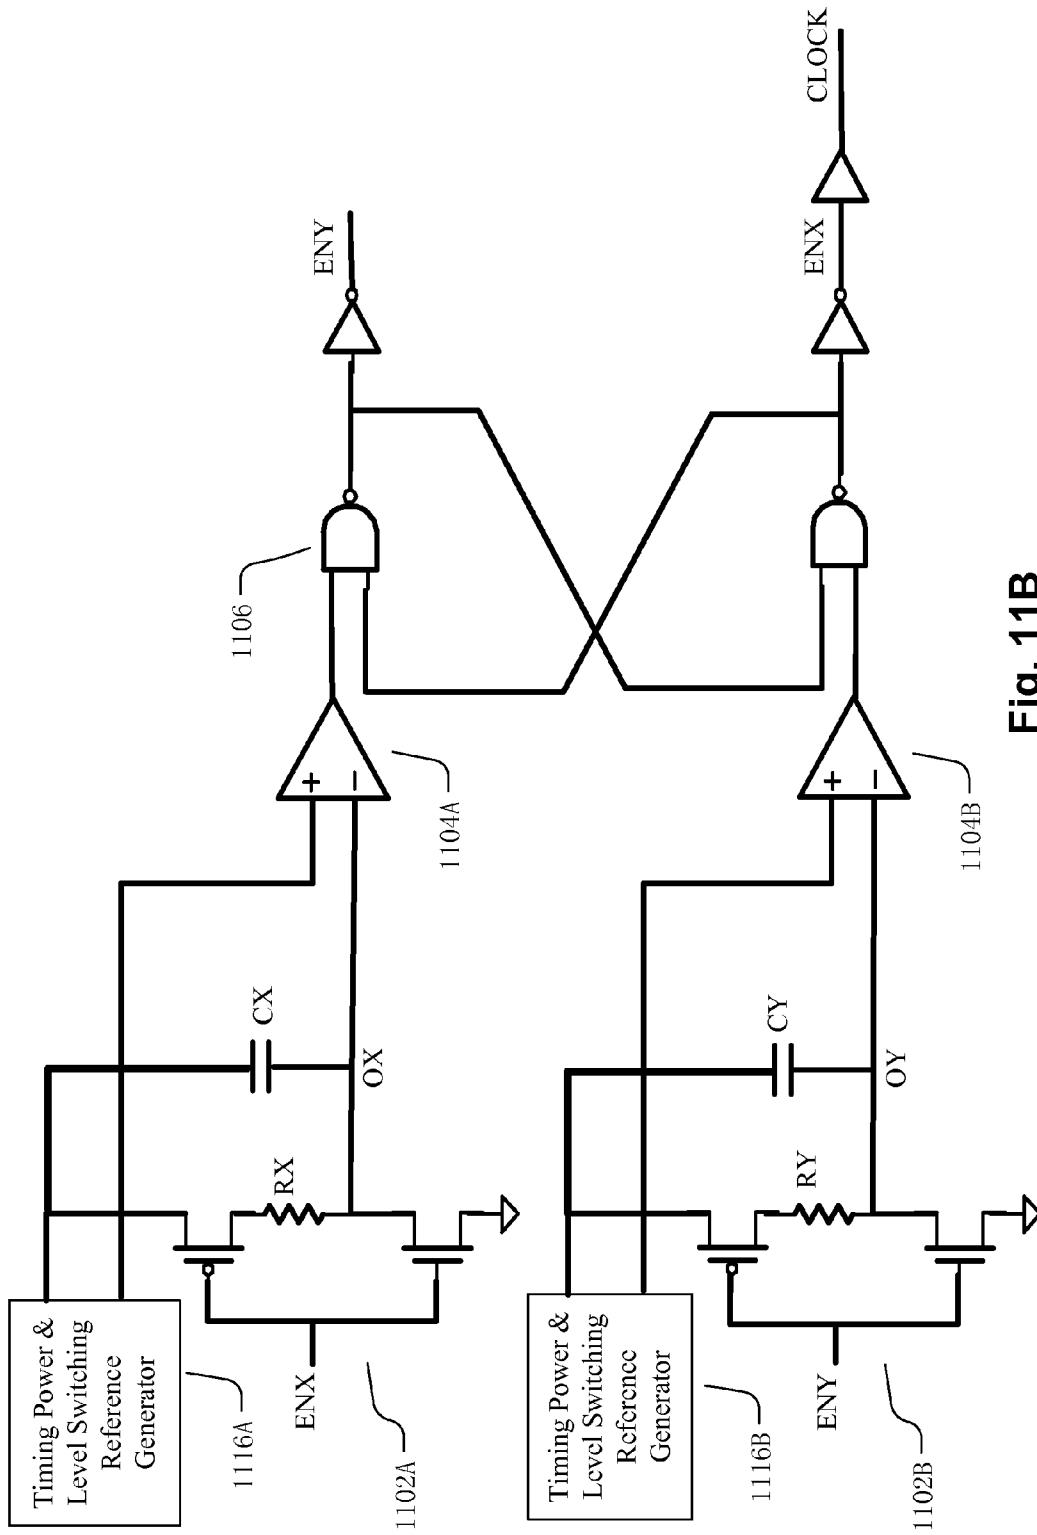 Timing Power &
Level Switching
Reference
Generator
1116A
ENX
1102A
RX
CX
OX
+
−
1104A
1106
ENY
Timing Power &
Level Switching
Reference
Generator
1116B
ENY
1102B
RY
CY
OY
+
−
1104B
ENX
CLOCK
Fig. 11B